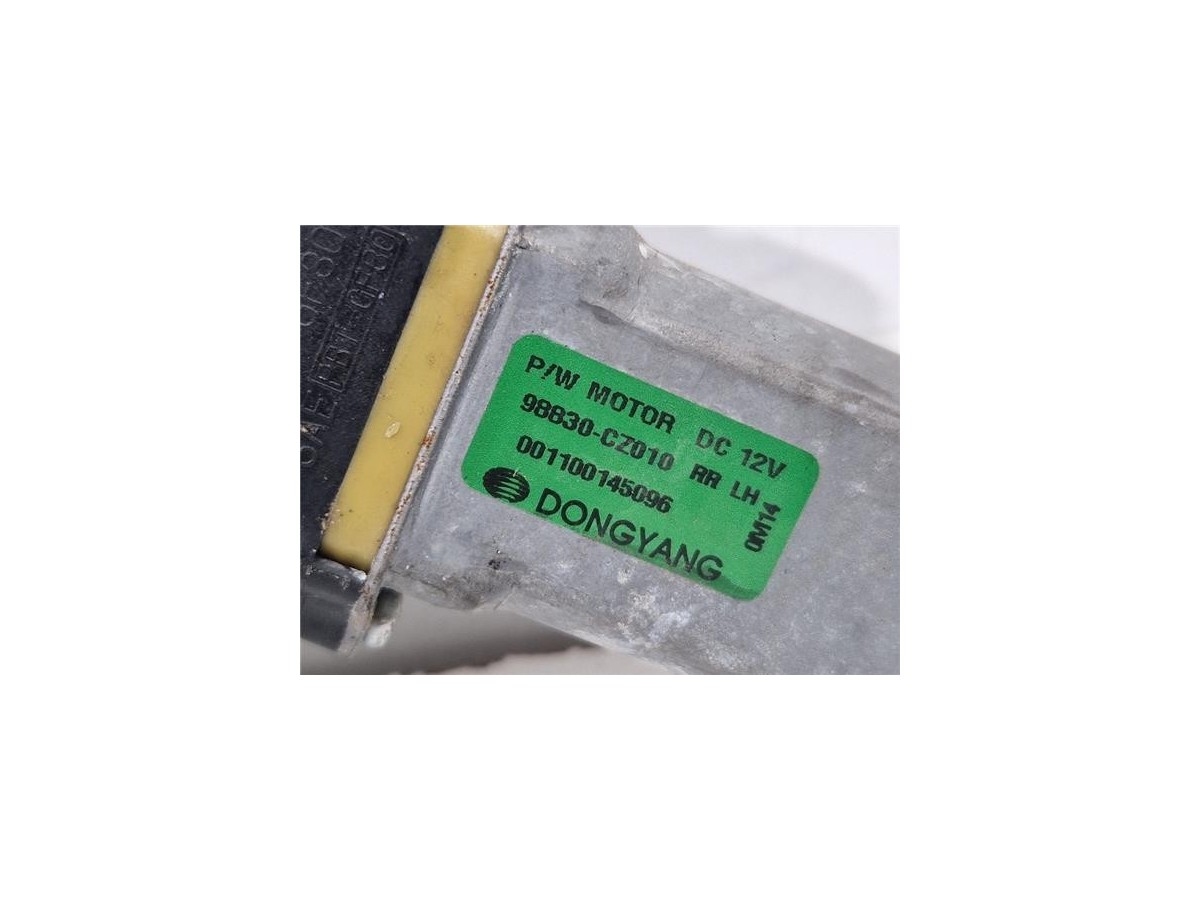 P/W MOTOR DC 12V
98830-CZ010 RR LH
001100145096
0M14
DONGYANG